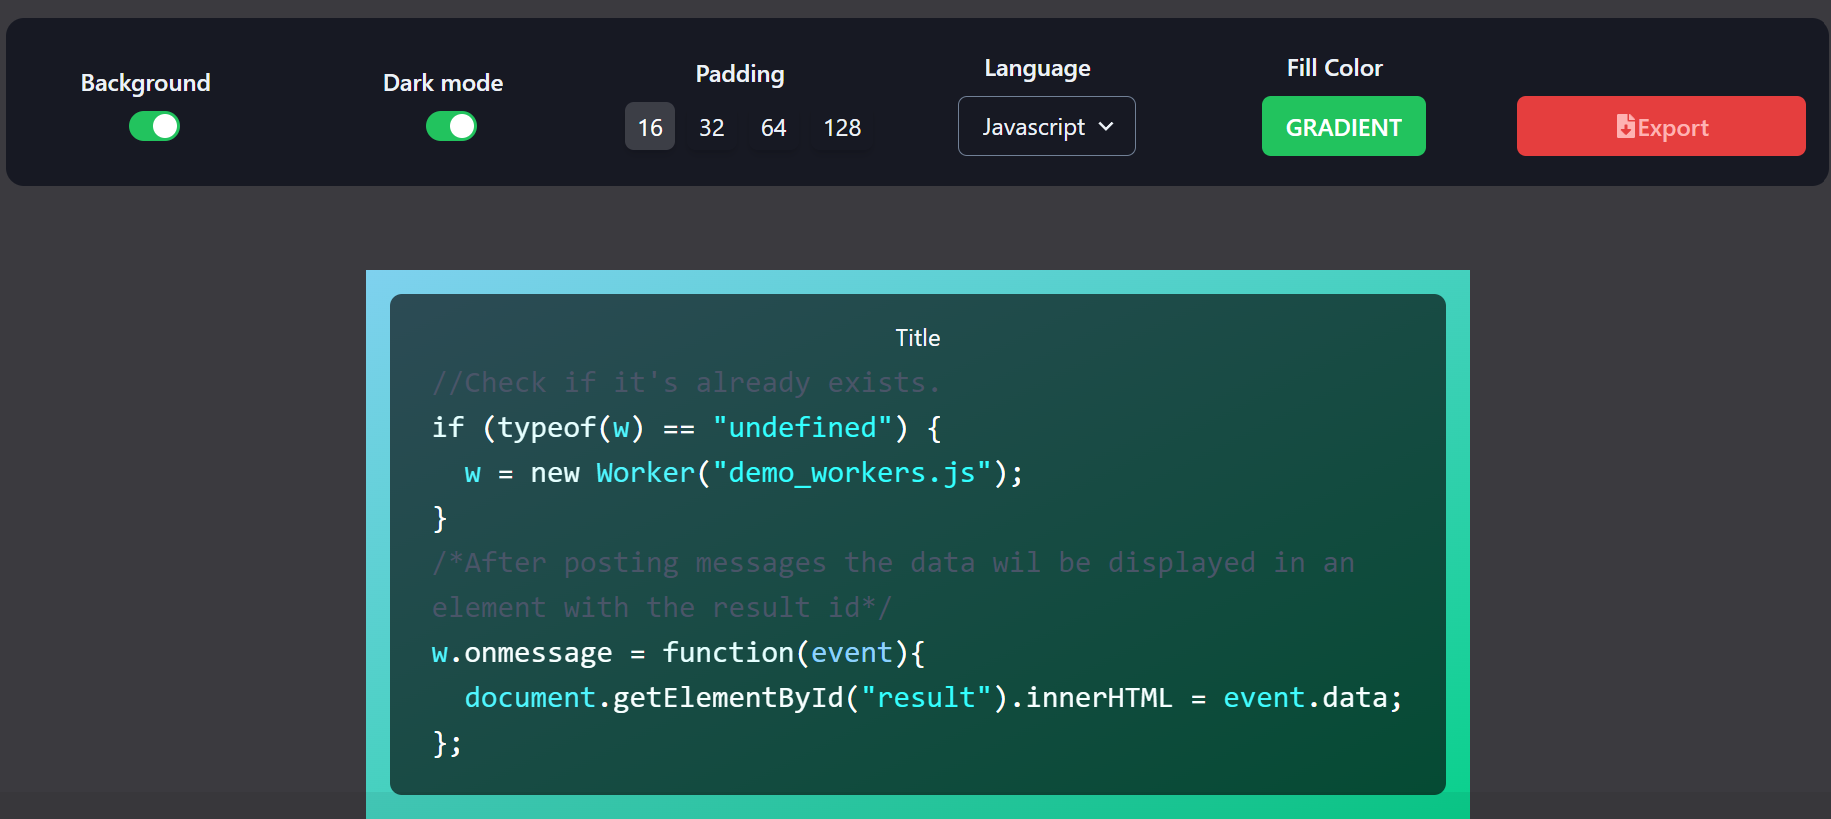 Background
Dark mode
Padding
Language
Fill Color
16 32 64 128
Javascript
GRADIENT
Export
Title
//Check if it's already exists.
if (typeof(w) == "undefined") {
  w = new Worker("demo_workers.js");
}
/*After posting messages the data wil be displayed in an
element with the result id*/
w.onmessage = function(event){
  document.getElementById("result").innerHTML = event.data;
};